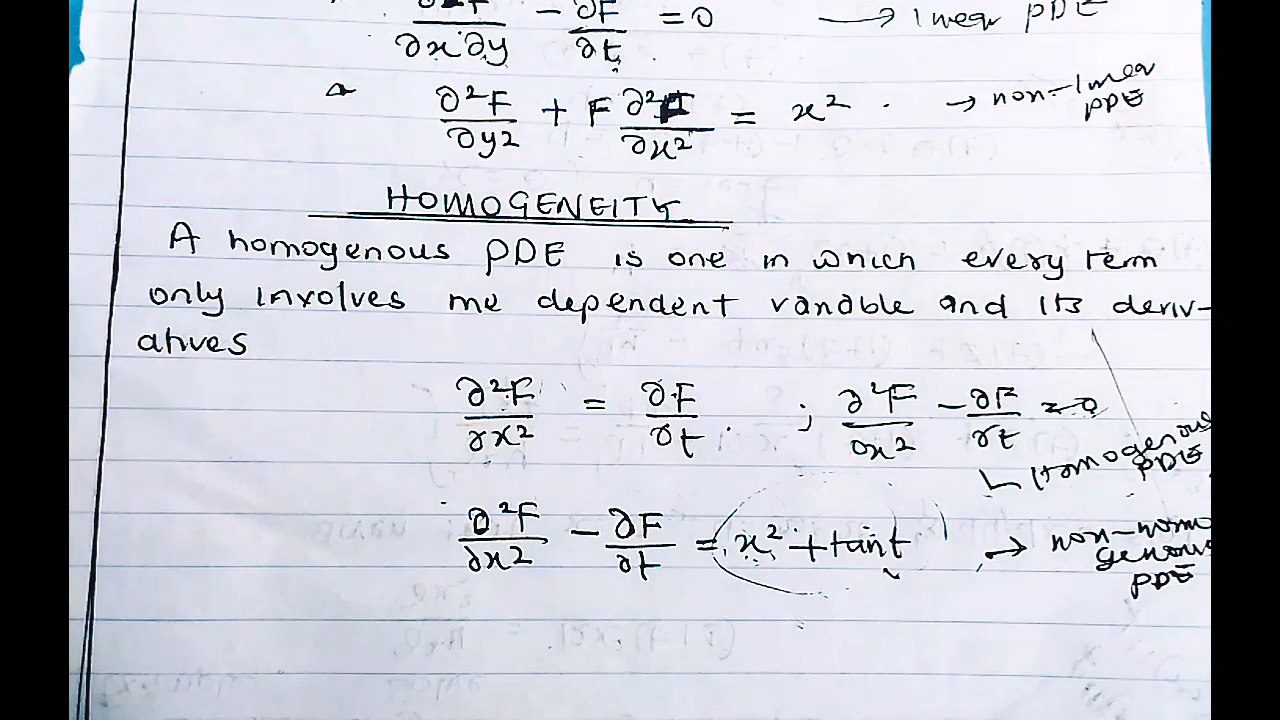 ∂²F/∂x∂y − ∂F/∂t = 0 → linear PDE
∂²F/∂y2 + F ∂²F/∂x² = x² . → non-linear PDE
HOMOGENEITY
A homogenous PDE is one in which every term
only involves the dependent variable and its deriv-
atives
∂²F/∂x² = ∂F/∂t . ; ∂²F/∂x² − ∂F/∂t = 0
Homogenous PDE
∂²F/∂x² − ∂F/∂t = x² + tan t → non-homogenous PDE